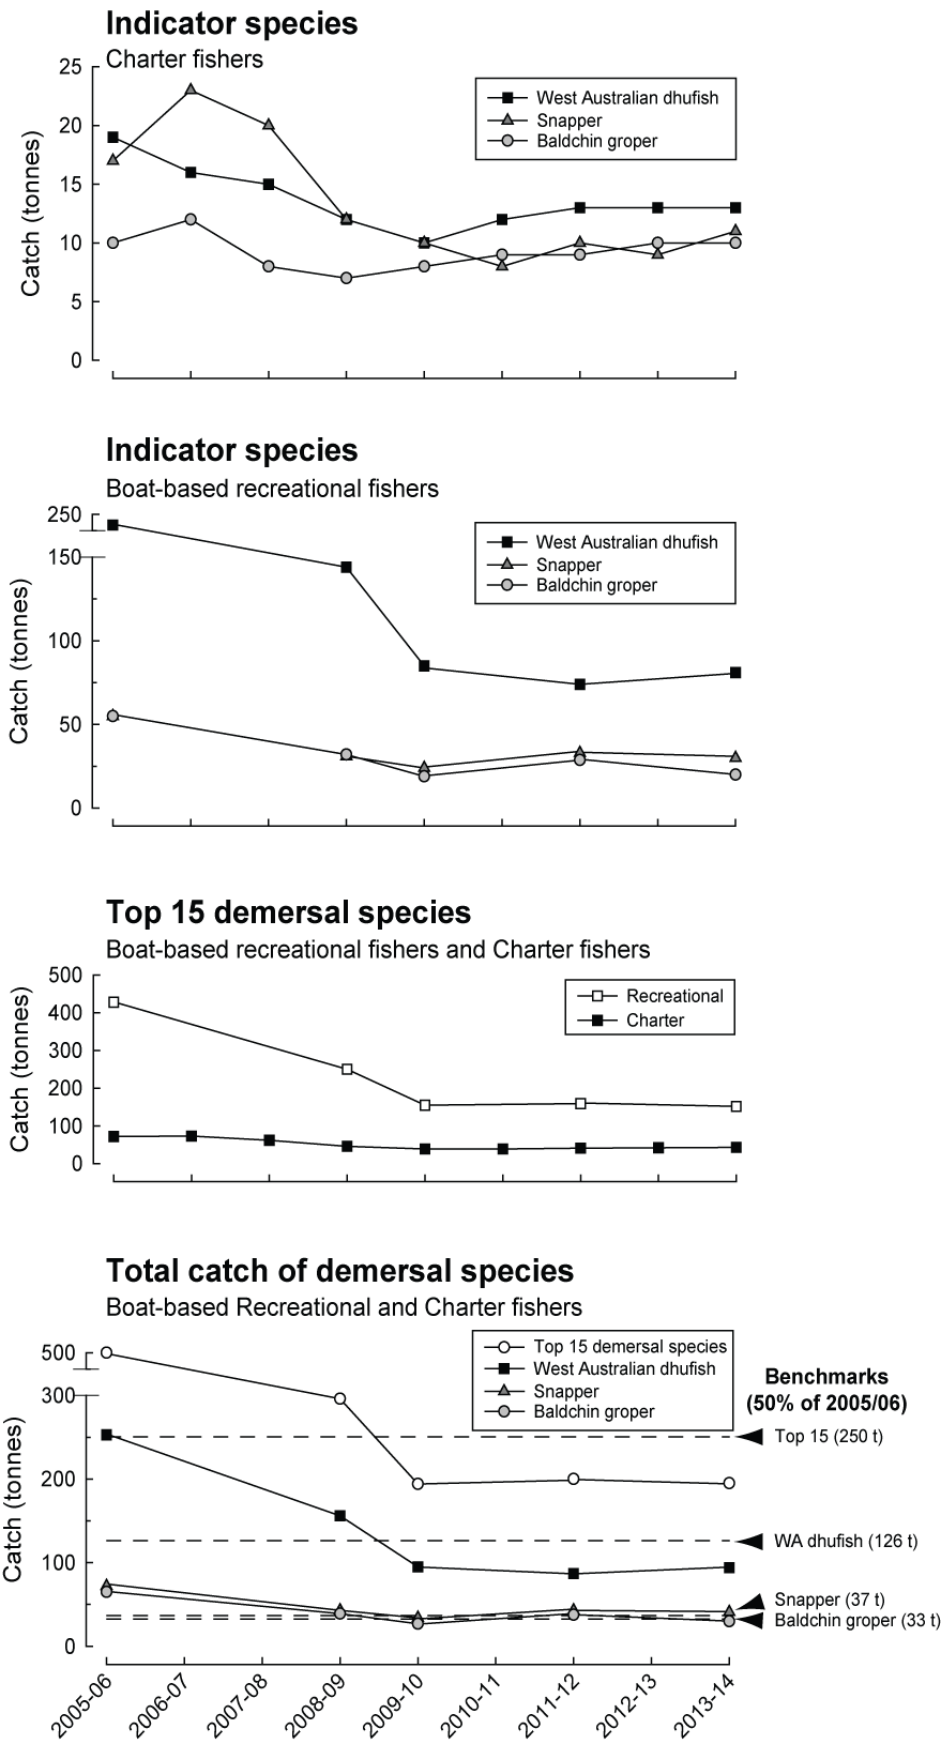 Indicator species
Charter fishers
25
20
15
10
5
0
Catch (tonnes)
West Australian dhufish
Snapper
Baldchin groper
Indicator species
Boat-based recreational fishers
250
150
100
50
0
Catch (tonnes)
West Australian dhufish
Snapper
Baldchin groper
Top 15 demersal species
Boat-based recreational fishers and Charter fishers
500
400
300
200
100
0
Catch (tonnes)
Recreational
Charter
Total catch of demersal species
Boat-based Recreational and Charter fishers
500
300
200
100
0
Catch (tonnes)
Top 15 demersal species
West Australian dhufish
Snapper
Baldchin groper
Benchmarks
(50% of 2005/06)
Top 15 (250 t)
WA dhufish (126 t)
Snapper (37 t)
Baldchin groper (33 t)
2005-06
2006-07
2007-08
2008-09
2009-10
2010-11
2011-12
2012-13
2013-14